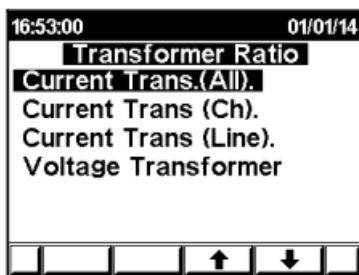 16:53:00 01/01/14
Transformer Ratio
Current Trans.(All).
Current Trans (Ch).
Current Trans (Line).
Voltage Transformer